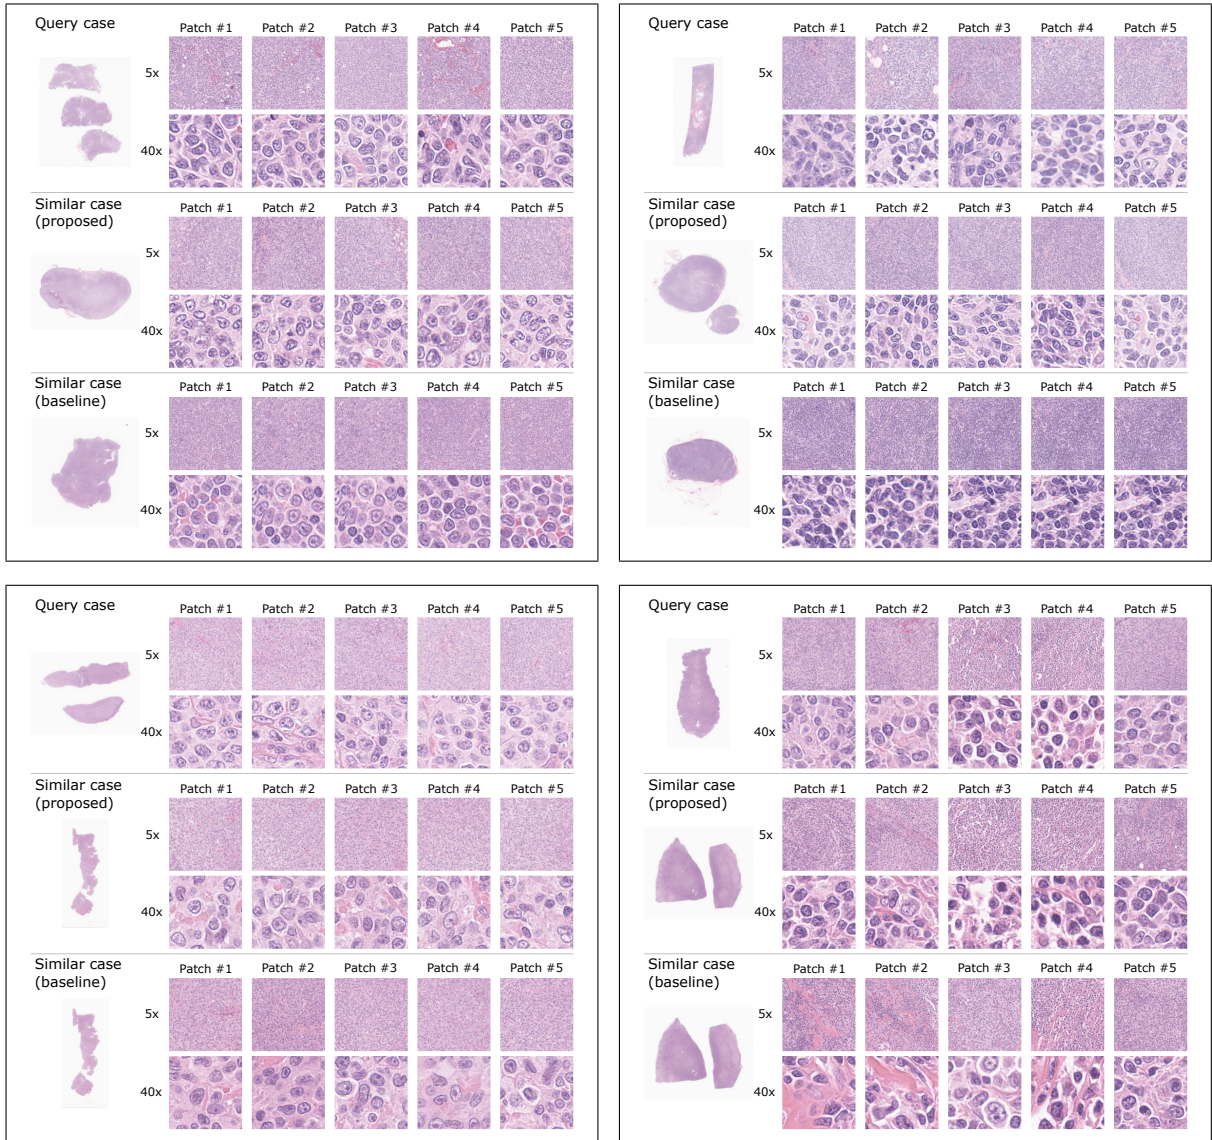 Query case
Patch #1 Patch #2 Patch #3 Patch #4 Patch #5
5x
40x
Similar case
(proposed)
Patch #1 Patch #2 Patch #3 Patch #4 Patch #5
5x
40x
Similar case
(baseline)
Patch #1 Patch #2 Patch #3 Patch #4 Patch #5
5x
40x
Query case
Patch #1 Patch #2 Patch #3 Patch #4 Patch #5
5x
40x
Similar case
(proposed)
Patch #1 Patch #2 Patch #3 Patch #4 Patch #5
5x
40x
Similar case
(baseline)
Patch #1 Patch #2 Patch #3 Patch #4 Patch #5
5x
40x
Query case
Patch #1 Patch #2 Patch #3 Patch #4 Patch #5
5x
40x
Similar case
(proposed)
Patch #1 Patch #2 Patch #3 Patch #4 Patch #5
5x
40x
Similar case
(baseline)
Patch #1 Patch #2 Patch #3 Patch #4 Patch #5
5x
40x
Query case
Patch #1 Patch #2 Patch #3 Patch #4 Patch #5
5x
40x
Similar case
(proposed)
Patch #1 Patch #2 Patch #3 Patch #4 Patch #5
5x
40x
Similar case
(baseline)
Patch #1 Patch #2 Patch #3 Patch #4 Patch #5
5x
40x